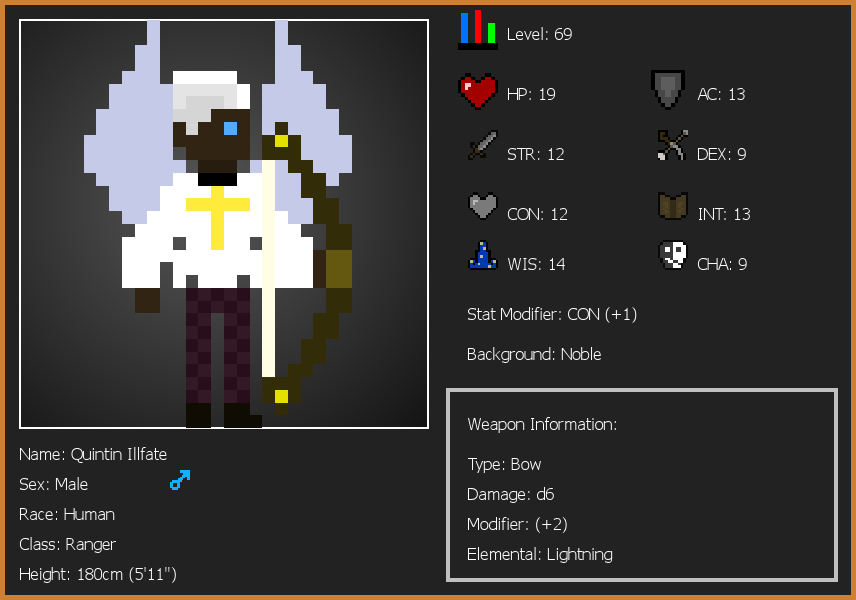 Level: 69
HP: 19
AC: 13
STR: 12
DEX: 9
CON: 12
INT: 13
WIS: 14
CHA: 9
Stat Modifier: CON (+1)
Background: Noble
Weapon Information:
Type: Bow
Damage: d6
Modifier: (+2)
Elemental: Lightning
Name: Quintin Illfate
Sex: Male
Race: Human
Class: Ranger
Height: 180cm (5'11")